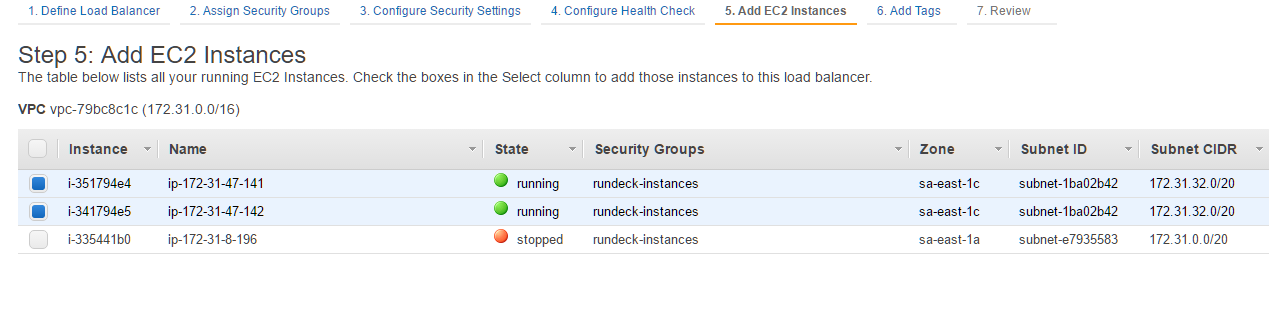 1. Define Load Balancer 2. Assign Security Groups 3. Configure Security Settings 4. Configure Health Check 5. Add EC2 Instances 6. Add Tags 7. Review
Step 5: Add EC2 Instances
The table below lists all your running EC2 Instances. Check the boxes in the Select column to add those instances to this load balancer.
VPC vpc-79bc8c1c (172.31.0.0/16)
Instance Name State Security Groups Zone Subnet ID Subnet CIDR
i-351794e4 ip-172-31-47-141 running rundeck-instances sa-east-1c subnet-1ba02b42 172.31.32.0/20
i-341794e5 ip-172-31-47-142 running rundeck-instances sa-east-1c subnet-1ba02b42 172.31.32.0/20
i-335441b0 ip-172-31-8-196 stopped rundeck-instances sa-east-1a subnet-e7935583 172.31.0.0/20